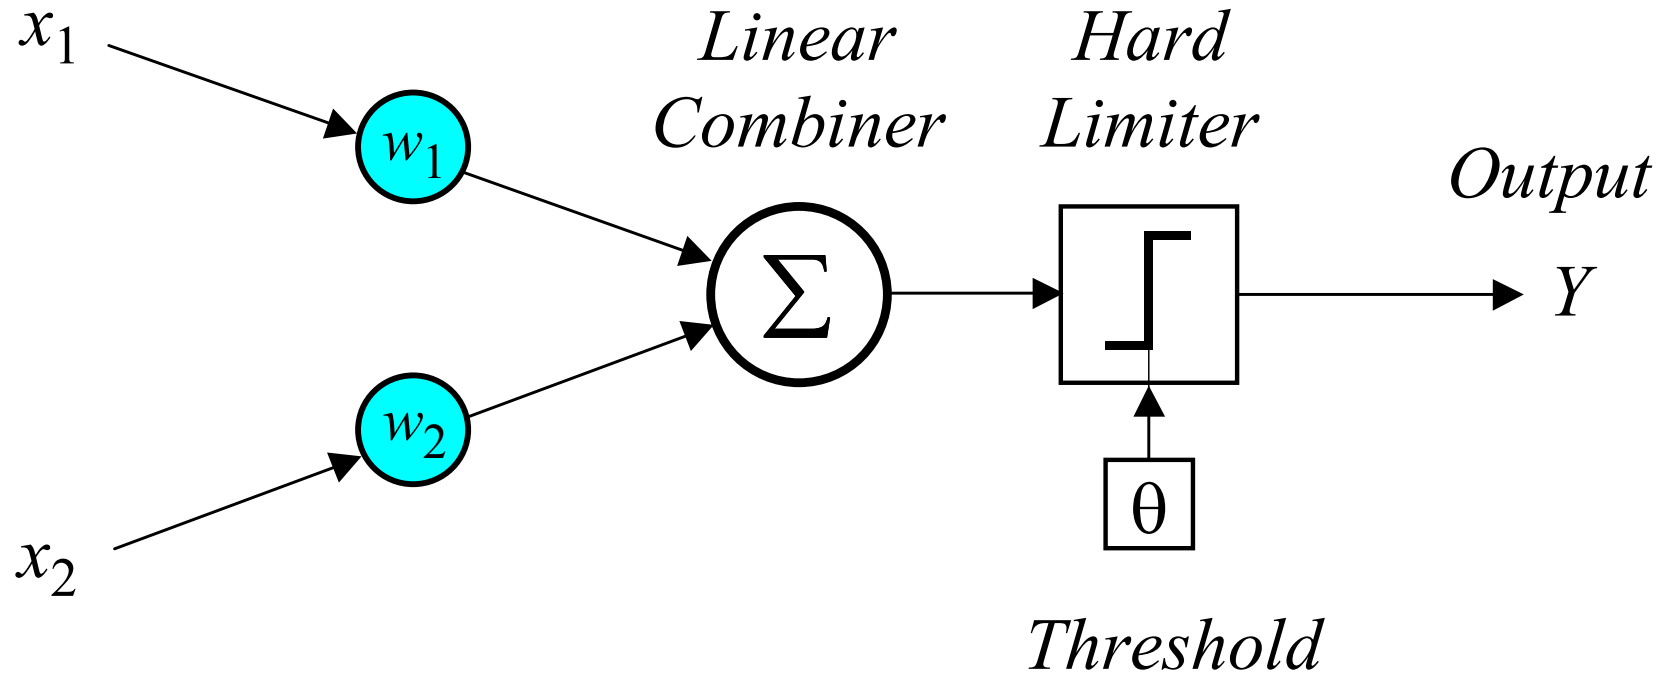 x₁
Linear
Combiner
Hard
Limiter
Output
w₁
Σ
Y
w₂
θ
x₂
Threshold